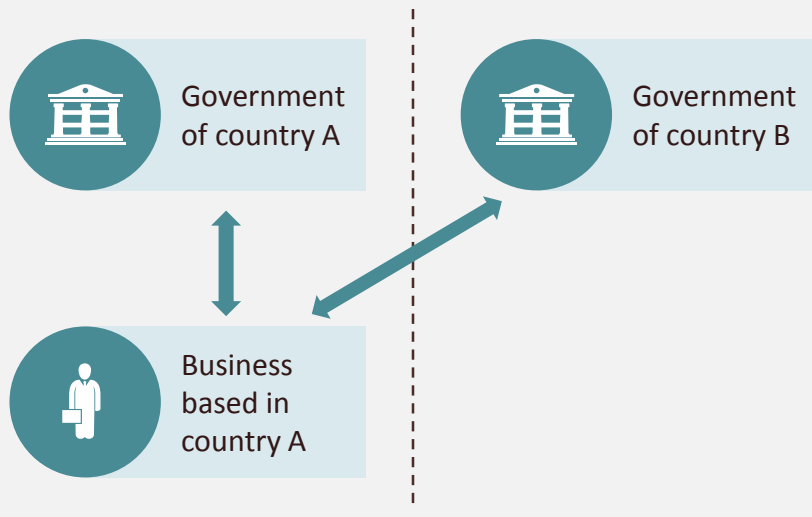 Government
of country A
Government
of country B
Business
based in
country A